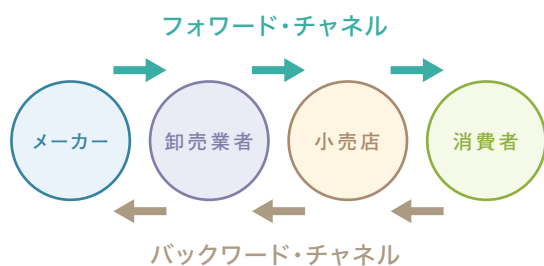 フォワード・チャネル
メーカー
卸売業者
小売店
消費者
バックワード・チャネル